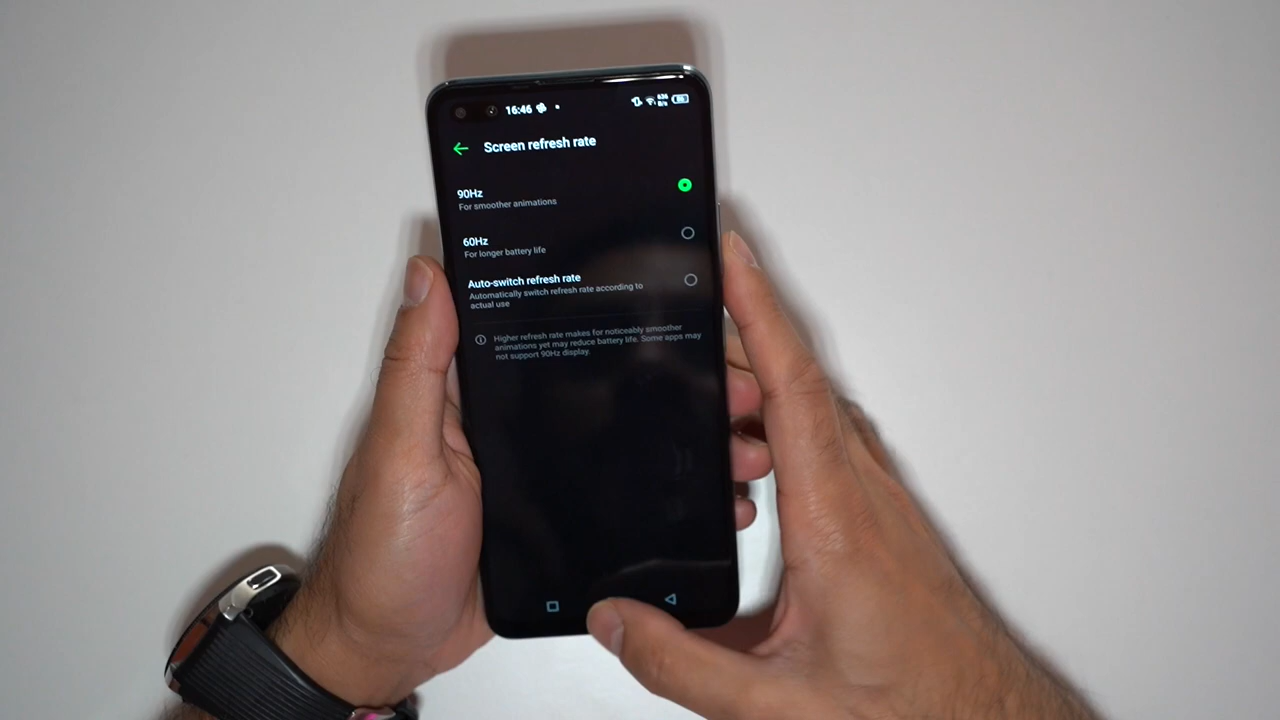 16:46
Screen refresh rate
90Hz
For smoother animations
60Hz
For longer battery life
Auto-switch refresh rate
Automatically switch refresh rate according to
actual use
Higher refresh rate makes for noticeably smoother
animations yet may reduce battery life. Some apps may
not support 90Hz display.